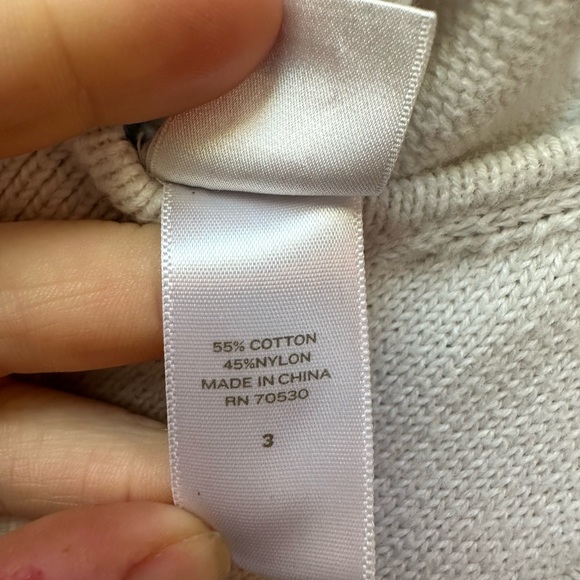 55% COTTON
45%NYLON
MADE IN CHINA
RN 70530
3